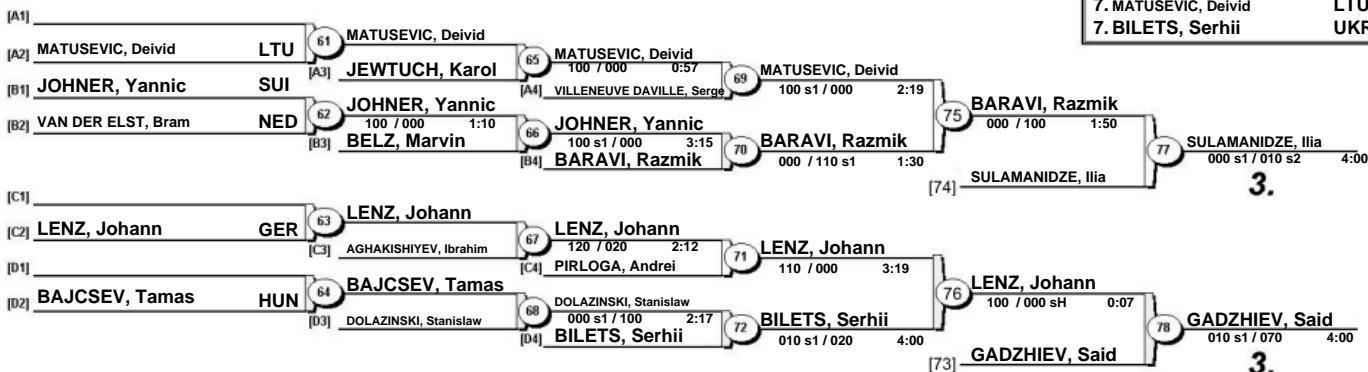 7. MATUSEVIC, Deivid LTU
7. BILETS, Serhii UKR
[A1]
[A2] MATUSEVIC, Deivid LTU
[B1] JOHNER, Yannic SUI
[B2] VAN DER ELST, Bram NED
61 MATUSEVIC, Deivid
[A3] JEWTUCH, Karol
62 JOHNER, Yannic
100 / 000 1:10
[B3] BELZ, Marvin
65 MATUSEVIC, Deivid
100 / 000 0:57
[A4] VILLENEUVE DAVILLE, Serge
66 JOHNER, Yannic
100 s1 / 000 3:15
[B4] BARAVI, Razmik
69 MATUSEVIC, Deivid
100 s1 / 000 2:19
70 BARAVI, Razmik
000 / 110 s1 1:30
75 BARAVI, Razmik
000 / 100 1:50
[74] SULAMANIDZE, Ilia
77 SULAMANIDZE, Ilia
000 s1 / 010 s2 4:00
3.
[C1]
[C2] LENZ, Johann GER
[D1]
[D2] BAJCSEV, Tamas HUN
63 LENZ, Johann
[C3] AGHAKISHIYEV, Ibrahim
64 BAJCSEV, Tamas
[D3] DOLAZINSKI, Stanislaw
67 LENZ, Johann
120 / 020 2:12
[C4] PIRLOGA, Andrei
68 DOLAZINSKI, Stanislaw
000 s1 / 100 2:17
[D4] BILETS, Serhii
71 LENZ, Johann
110 / 000 3:19
72 BILETS, Serhii
010 s1 / 020 4:00
76 LENZ, Johann
100 / 000 sH 0:07
[73] GADZHIEV, Said
78 GADZHIEV, Said
010 s1 / 070 4:00
3.